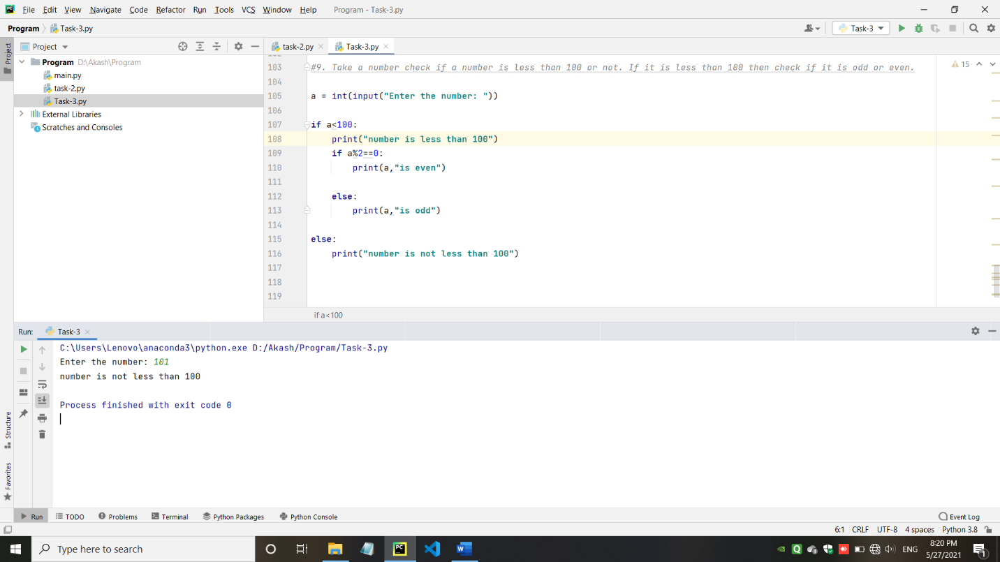 File Edit View Navigate Code Refactor Run Tools VCS Window Help Program - Task-3.py
Program Task-3.py Task-3
Project task-2.py Task-3.py
Program D:\Akash\Program
main.py
task-2.py
Task-3.py
External Libraries
Scratches and Consoles
Project
Structure
Favorites
103 #9. Take a number check if a number is less than 100 or not. If it is less than 100 then check if it is odd or even.
15
104
105 a = int(input("Enter the number: "))
106
107 if a<100:
108 print("number is less than 100")
109 if a%2==0:
110 print(a,"is even")
111
112 else:
113 print(a,"is odd")
114
115 else:
116 print("number is not less than 100")
117
118
119
if a<100
Run: Task-3
C:\Users\Lenovo\anaconda3\python.exe D:/Akash/Program/Task-3.py
Enter the number: 101
number is not less than 100
Process finished with exit code 0
Run TODO Problems Terminal Python Packages Python Console Event Log
6:1 CRLF UTF-8 4 spaces Python 3.8
Type here to search
PC
W
Q
ENG
8:20 PM
5/27/2021
1